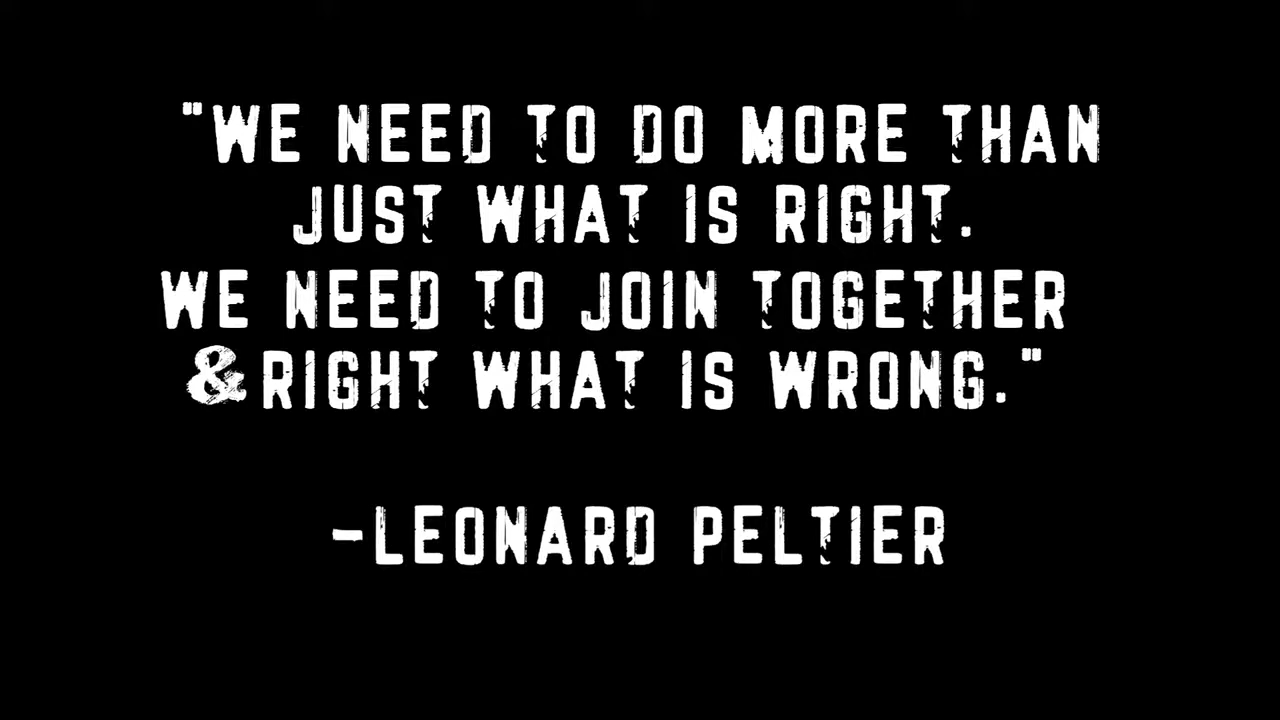 "WE NEED TO DO MORE THAN
JUST WHAT IS RIGHT.
WE NEED TO JOIN TOGETHER
&RIGHT WHAT IS WRONG."
-LEONARD PELTIER